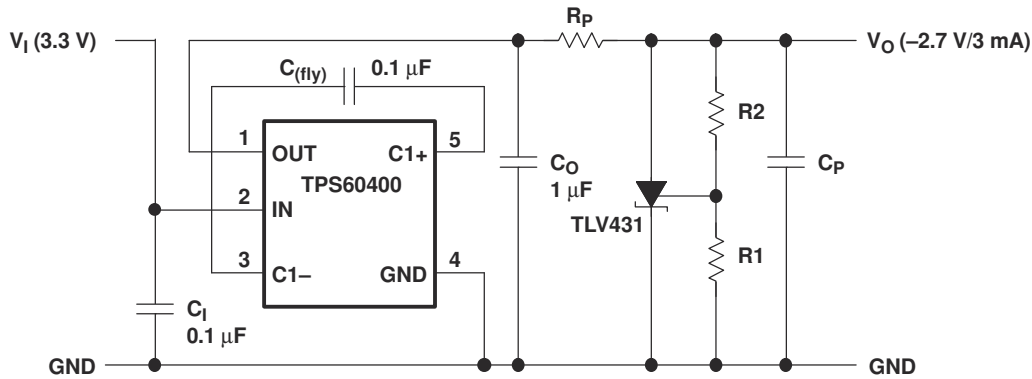 V_I (3.3 V)
R_P
V_O (–2.7 V/3 mA)
C_(fly)
0.1 μF
R2
1
OUT
C1+
5
TPS60400
C_O
1 μF
C_P
2
IN
TLV431
R1
3
C1–
GND
4
C_I
0.1 μF
GND
GND